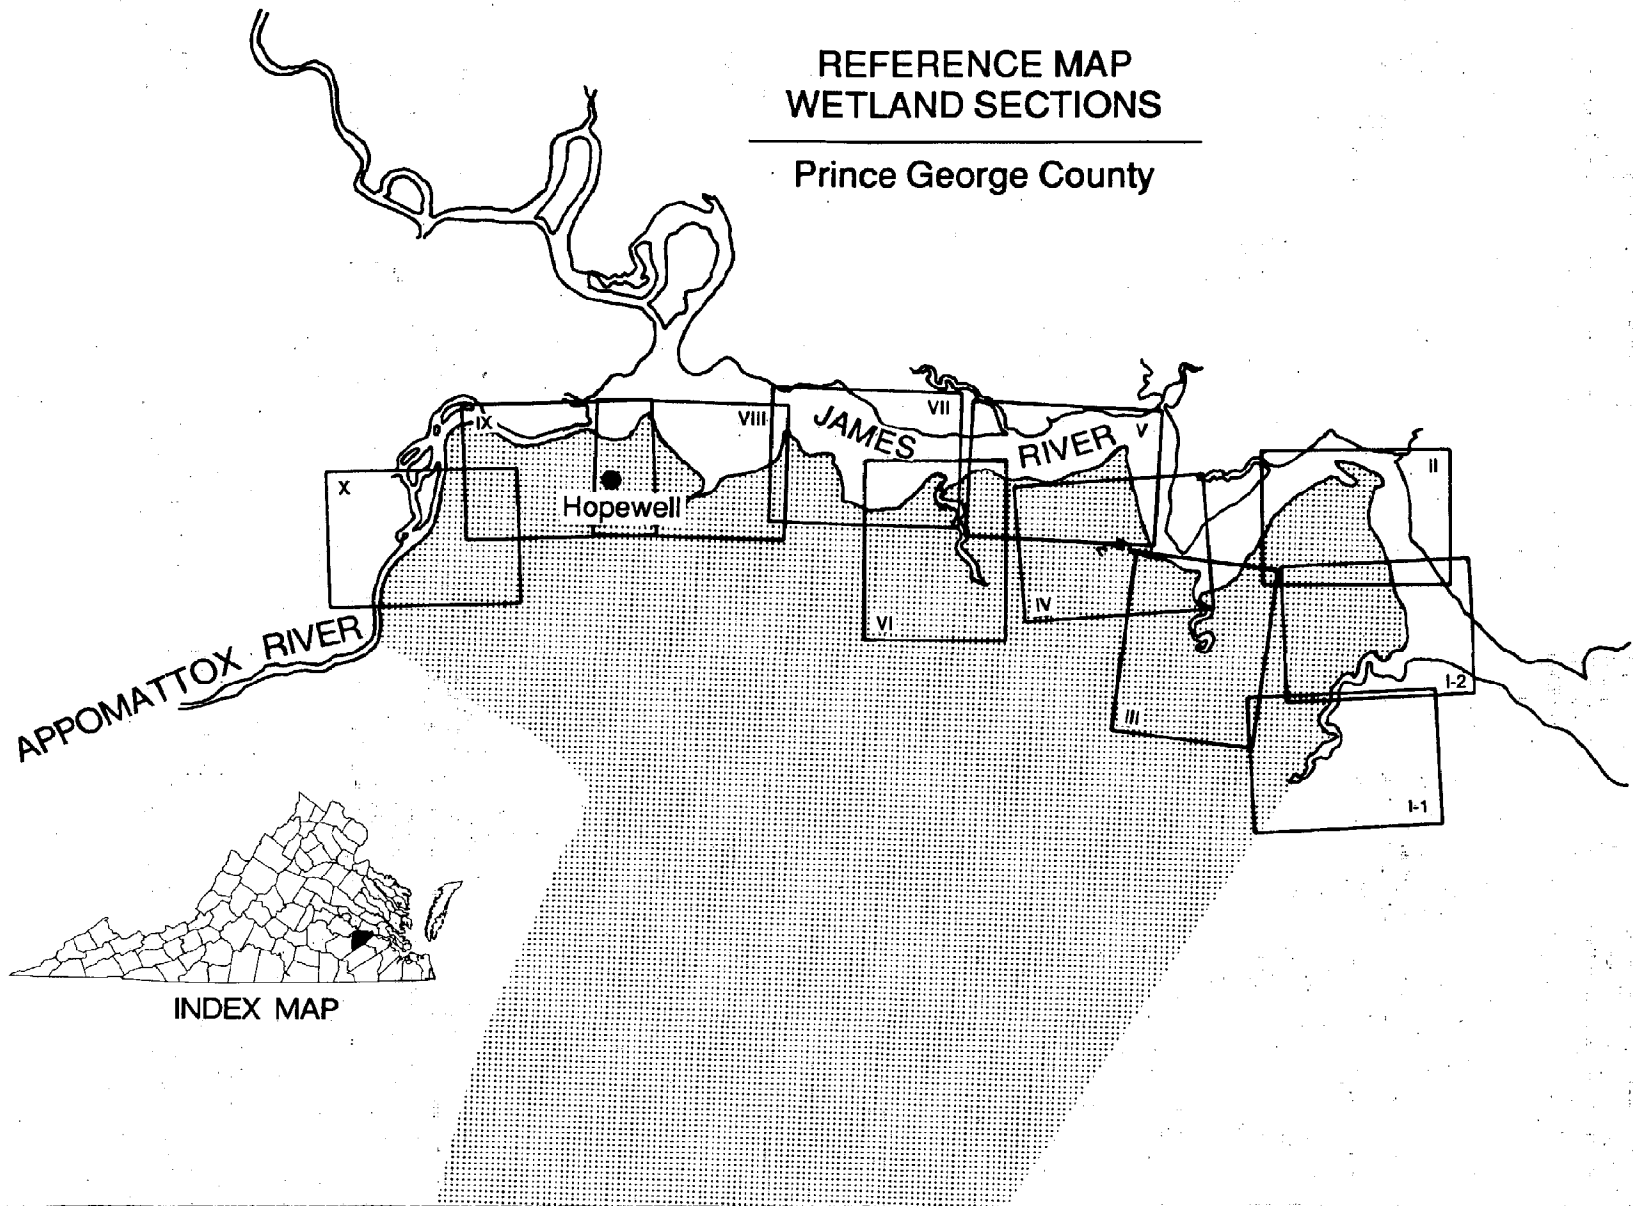 REFERENCE MAP
WETLAND SECTIONS
Prince George County
IX
VIII
VII
V
II
JAMES
RIVER
X
Hopewell
IV
VI
APPOMATTOX RIVER
I-2
III
I-1
INDEX MAP